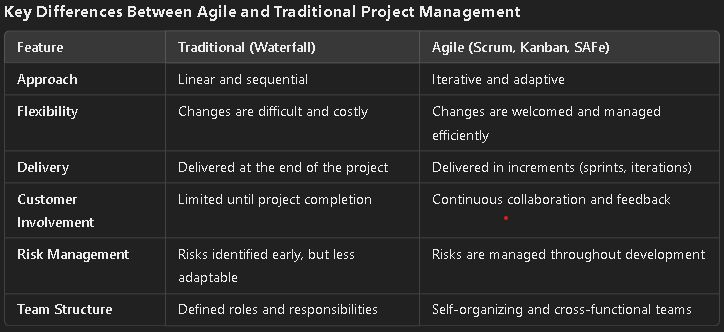 Key Differences Between Agile and Traditional Project Management
Feature Traditional (Waterfall) Agile (Scrum, Kanban, SAFe)
Approach Linear and sequential Iterative and adaptive
Flexibility Changes are difficult and costly Changes are welcomed and managed
efficiently
Delivery Delivered at the end of the project Delivered in increments (sprints, iterations)
Customer Limited until project completion Continuous collaboration and feedback
Involvement
Risk Management Risks identified early, but less Risks are managed throughout development
adaptable
Team Structure Defined roles and responsibilities Self-organizing and cross-functional teams